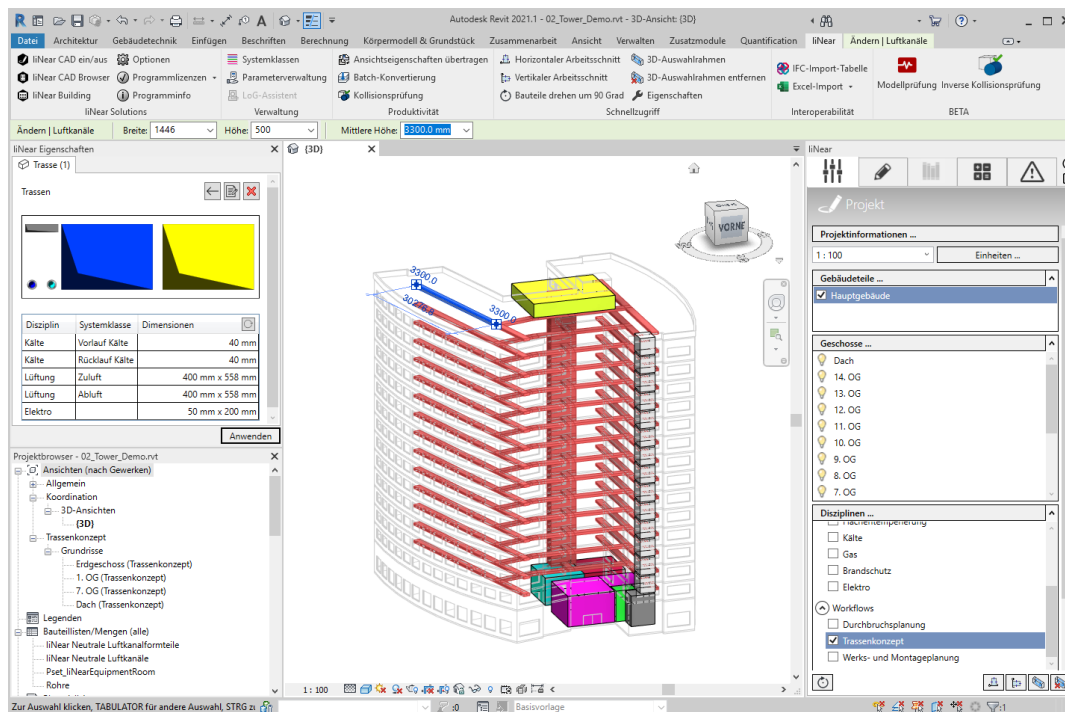 Autodesk Revit 2021.1 - 02_Tower_Demo.rvt - 3D-Ansicht: {3D}
Datei Architektur Gebäudetechnik Einfügen Beschriften Berechnung Körpermodell & Grundstück Zusammenarbeit Ansicht Verwalten Zusatzmodule Quantification liNear Ändern | Luftkanäle
liNear CAD ein/aus Optionen Systemklassen Ansichtseigenschaften übertragen Horizontaler Arbeitsschnitt 3D-Auswahlrahmen IFC-Import-Tabelle
liNear CAD Browser Programmlizenzen Parameterverwaltung Batch-Konvertierung Vertikaler Arbeitsschnitt 3D-Auswahlrahmen entfernen Excel-Import Modellprüfung Inverse Kollisionsprüfung
liNear Building Programminfo LoG-Assistent Kollisionsprüfung Bauteile drehen um 90 Grad Eigenschaften
liNear Solutions Verwaltung Produktivität Schnellzugriff Interoperabilität BETA
Ändern | Luftkanäle Breite: 1446 Höhe: 500 Mittlere Höhe: 3300.0 mm
liNear Eigenschaften
Trasse (1)
Trassen
Disziplin Systemklasse Dimensionen
Kälte Vorlauf Kälte 40 mm
Kälte Rücklauf Kälte 40 mm
Lüftung Zuluft 400 mm x 558 mm
Lüftung Abluft 400 mm x 558 mm
Elektro 50 mm x 200 mm
Anwenden
Projektbrowser - 02_Tower_Demo.rvt
Ansichten (nach Gewerken)
Allgemein
Koordination
3D-Ansichten
{3D}
Trassenkonzept
Grundrisse
Erdgeschoss (Trassenkonzept)
1. OG (Trassenkonzept)
7. OG (Trassenkonzept)
Dach (Trassenkonzept)
Legenden
Bauteillisten/Mengen (alle)
liNear Neutrale Luftkanalformteile
liNear Neutrale Luftkanäle
Pset_liNearEquipmentRoom
Rohre
{3D}
3300.0
3300.0
VORNE
1 : 100
liNear
Projekt
Projektinformationen ...
1 : 100 Einheiten ...
Gebäudeteile ...
Hauptgebäude
Geschosse ...
Dach
14. OG
13. OG
12. OG
11. OG
10. OG
9. OG
8. OG
7. OG
Disziplinen ...
Flächentemperierung
Kälte
Gas
Brandschutz
Elektro
Workflows
Durchbruchsplanung
Trassenkonzept
Werks- und Montageplanung
Zur Auswahl klicken, TABULATOR für andere Auswahl, STRG zu :0 Basisvorlage :1